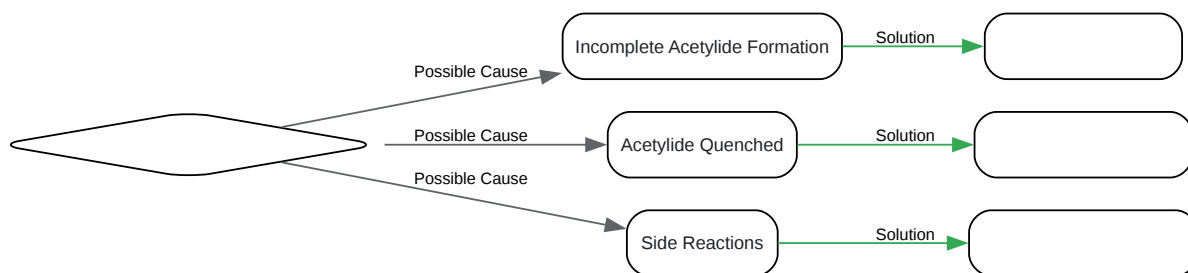 Incomplete Acetylide Formation
Solution
Possible Cause
Possible Cause
Acetylide Quenched
Solution
Possible Cause
Side Reactions
Solution